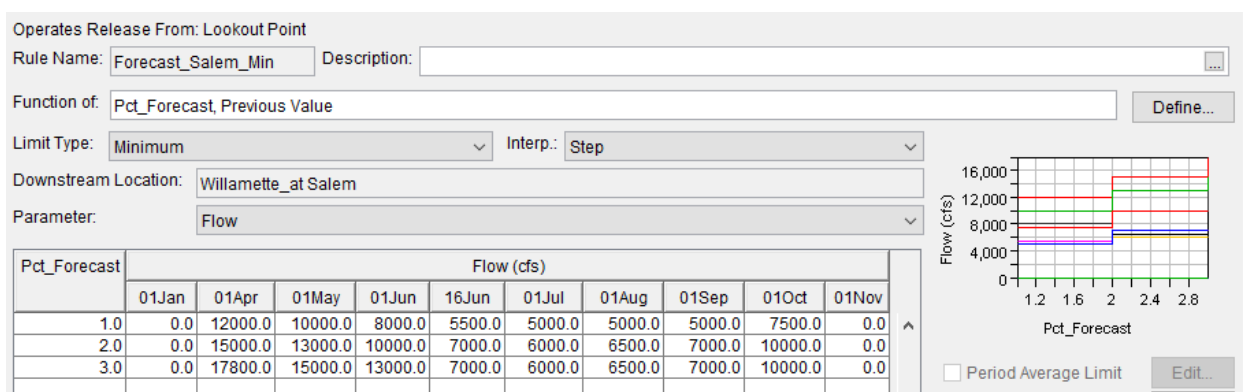 Operates Release From: Lookout Point
Rule Name: Forecast_Salem_Min Description: ...
Function of: Pct_Forecast, Previous Value Define...
Limit Type: Minimum Interp.: Step
Downstream Location: Willamette_at Salem
Parameter: Flow
Pct_Forecast Flow (cfs)
01Jan 01Apr 01May 01Jun 16Jun 01Jul 01Aug 01Sep 01Oct 01Nov
1.0 0.0 12000.0 10000.0 8000.0 5500.0 5000.0 5000.0 5000.0 7500.0 0.0
2.0 0.0 15000.0 13000.0 10000.0 7000.0 6000.0 6500.0 7000.0 10000.0 0.0
3.0 0.0 17800.0 15000.0 13000.0 7000.0 6000.0 6500.0 7000.0 10000.0 0.0
Flow (cfs)
16,000
12,000
8,000
4,000
0
1.2 1.6 2 2.4 2.8
Pct_Forecast
Period Average Limit Edit...